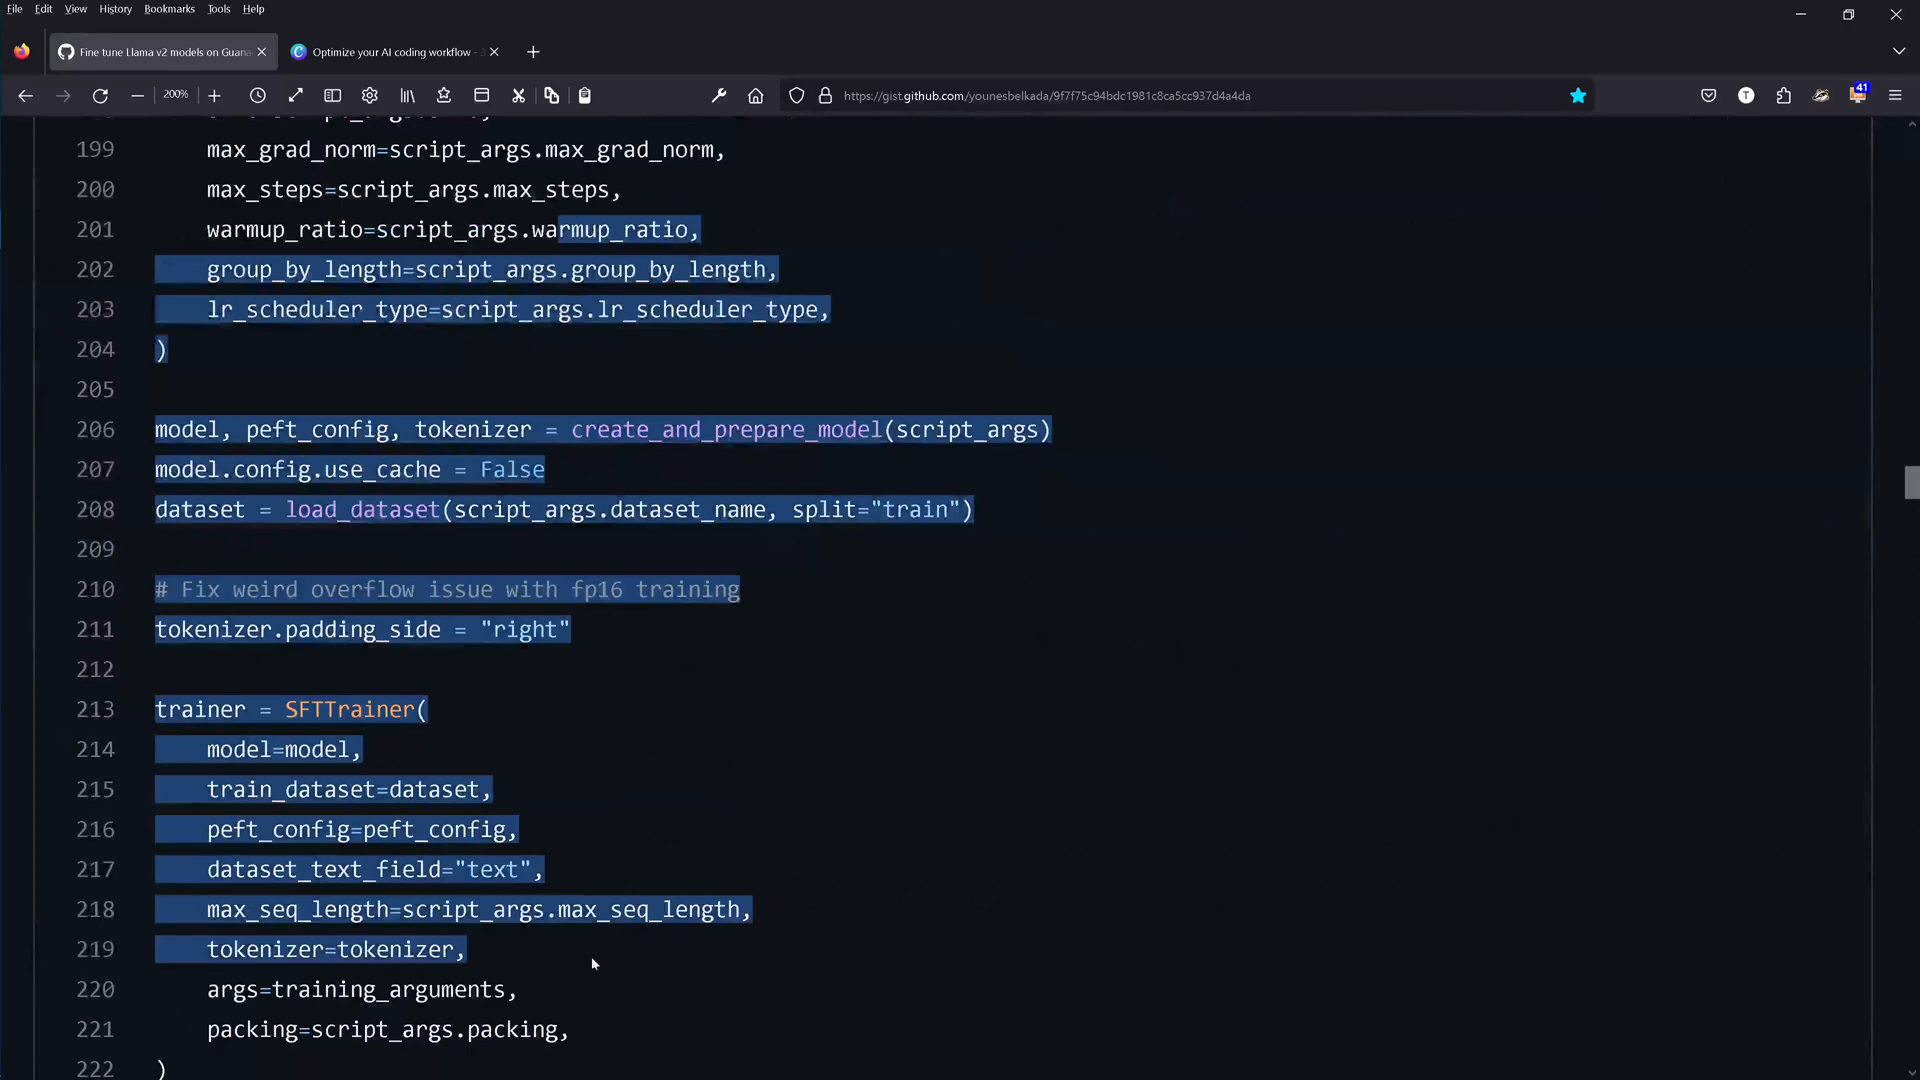 File Edit View History Bookmarks Tools Help
Fine tune Llama v2 models on Guana
Optimize your AI coding workflow -
200%
https://gist.github.com/younesbelkada/9f7f75c94bdc1981c8ca5cc937d4a4da
T
41
199 max_grad_norm=script_args.max_grad_norm,
200 max_steps=script_args.max_steps,
201 warmup_ratio=script_args.warmup_ratio,
202 group_by_length=script_args.group_by_length,
203 lr_scheduler_type=script_args.lr_scheduler_type,
204 )
205
206 model, peft_config, tokenizer = create_and_prepare_model(script_args)
207 model.config.use_cache = False
208 dataset = load_dataset(script_args.dataset_name, split="train")
209
210 # Fix weird overflow issue with fp16 training
211 tokenizer.padding_side = "right"
212
213 trainer = SFTTrainer(
214 model=model,
215 train_dataset=dataset,
216 peft_config=peft_config,
217 dataset_text_field="text",
218 max_seq_length=script_args.max_seq_length,
219 tokenizer=tokenizer,
220 args=training_arguments,
221 packing=script_args.packing,
222 )